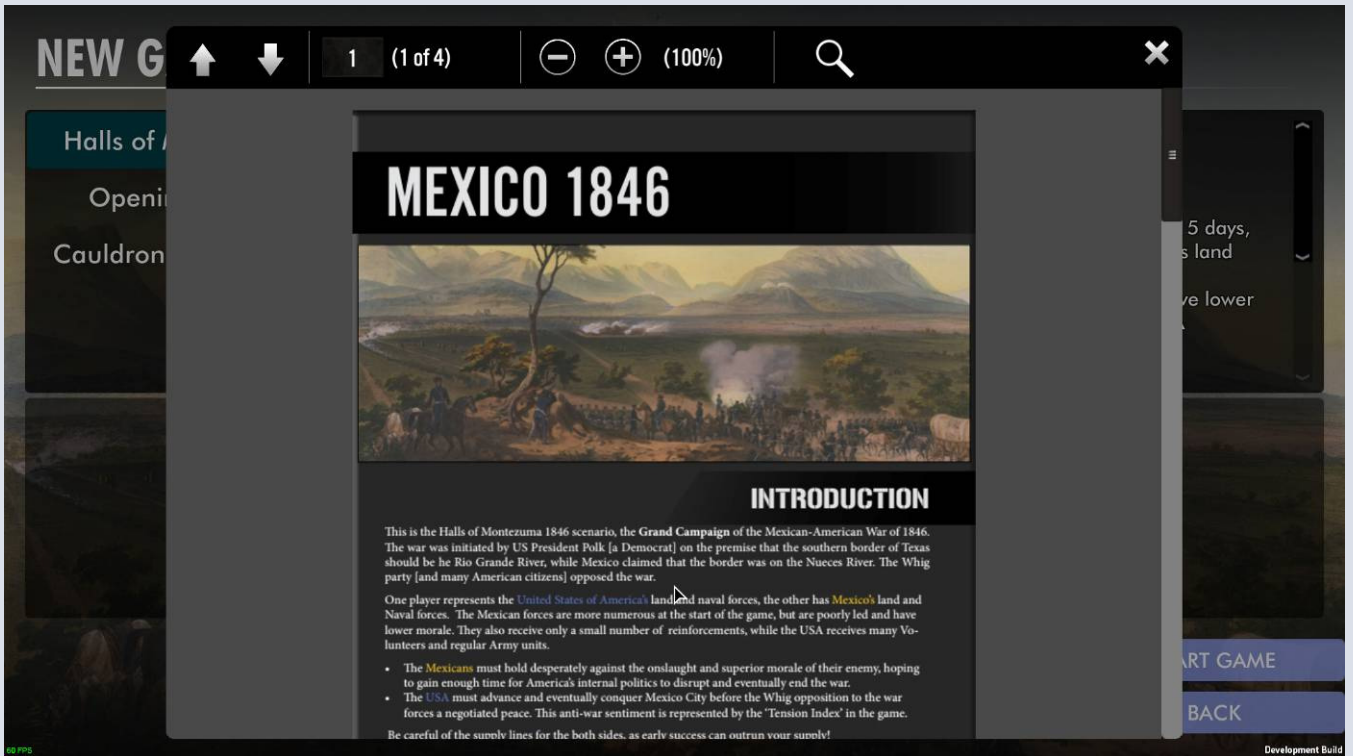 NEW G
1 (1 of 4) (100%)
Halls of
Openi
Cauldron
5 days,
s land
ve lower
MEXICO 1846
INTRODUCTION
This is the Halls of Montezuma 1846 scenario, the Grand Campaign of the Mexican-American War of 1846.
The war was initiated by US President Polk [a Democrat] on the premise that the southern border of Texas
should be he Rio Grande River, while Mexico claimed that the border was on the Nueces River. The Whig
party [and many American citizens] opposed the war.
One player represents the United States of America's land and naval forces, the other has Mexico's land and
Naval forces. The Mexican forces are more numerous at the start of the game, but are poorly led and have
lower morale. They also receive only a small number of reinforcements, while the USA receives many Vo-
lunteers and regular Army units.
• The Mexicans must hold desperately against the onslaught and superior morale of their enemy, hoping
to gain enough time for America's internal politics to disrupt and eventually end the war.
• The USA must advance and eventually conquer Mexico City before the Whig opposition to the war
forces a negotiated peace. This anti-war sentiment is represented by the 'Tension Index' in the game.
Be careful of the supply lines for the both sides, as early success can outrun your supply!
ART GAME
BACK
60 FPS
Development Build